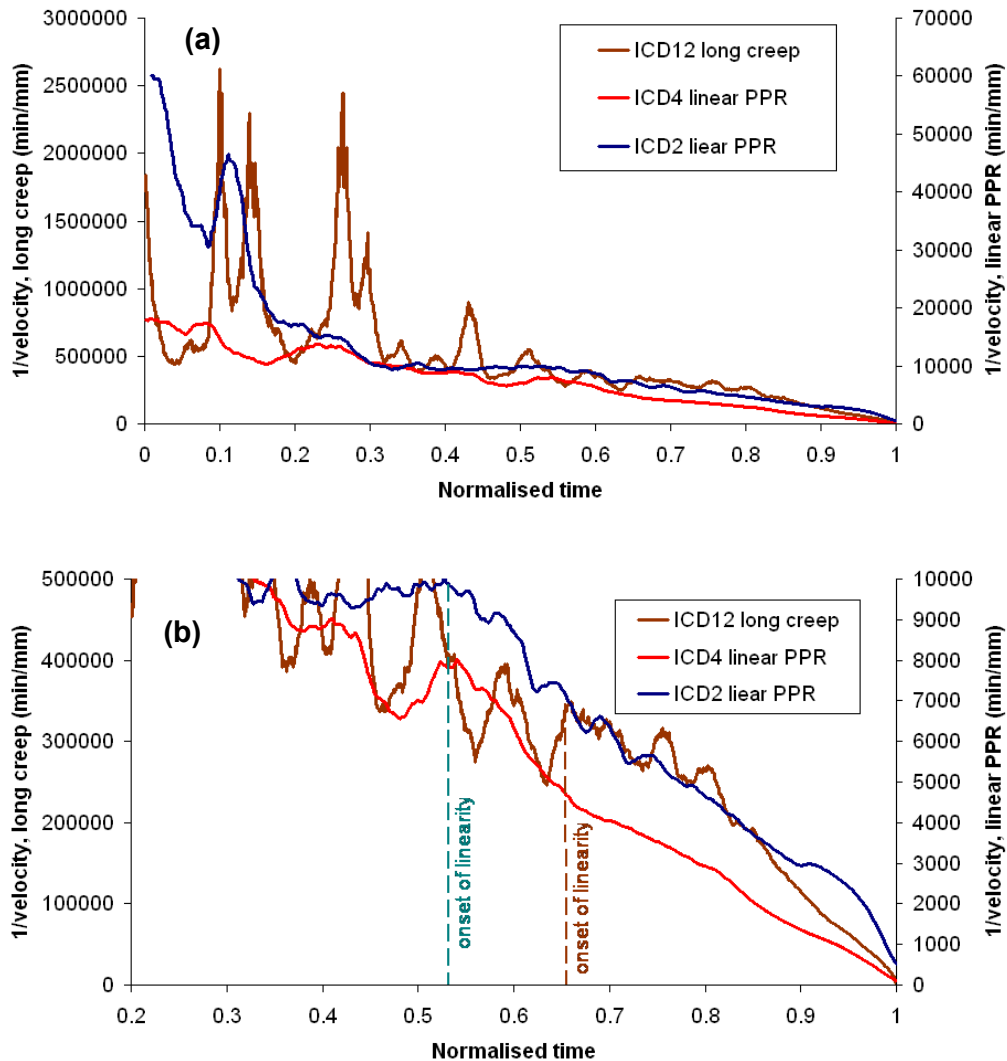 (a)
1/velocity, long creep (min/mm)
3000000
2500000
2000000
1500000
1000000
500000
0
ICD12 long creep
ICD4 linear PPR
ICD2 liear PPR
70000
60000
50000
40000
30000
20000
10000
0
1/velocity, linear PPR (min/mm)
0 0.1 0.2 0.3 0.4 0.5 0.6 0.7 0.8 0.9 1
Normalised time
(b)
1/velocity, long creep (min/mm)
500000
400000
300000
200000
100000
0
onset of linearity
onset of linearity
ICD12 long creep
ICD4 linear PPR
ICD2 liear PPR
10000
9000
8000
7000
6000
5000
4000
3000
2000
1000
0
1/velocity, linear PPR (min/mm)
0.2 0.3 0.4 0.5 0.6 0.7 0.8 0.9 1
Normalised time